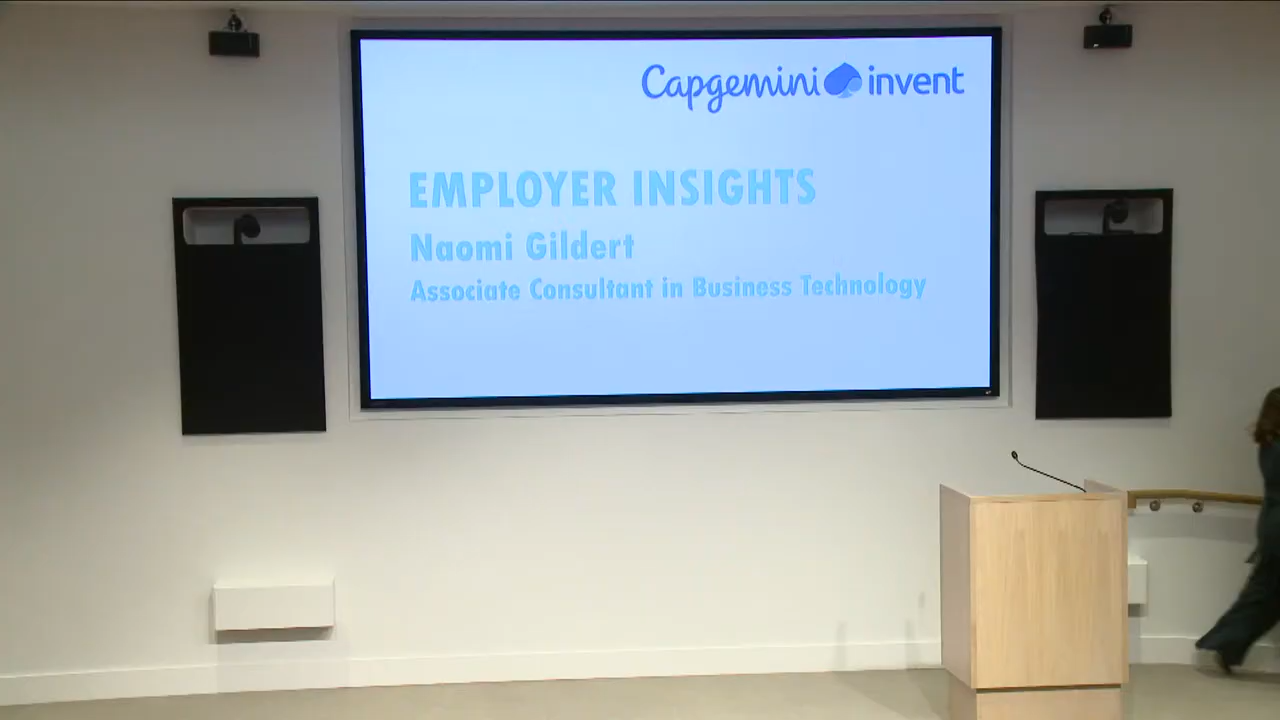 Capgemini invent
EMPLOYER INSIGHTS
Naomi Gildert
Associate Consultant in Business Technology